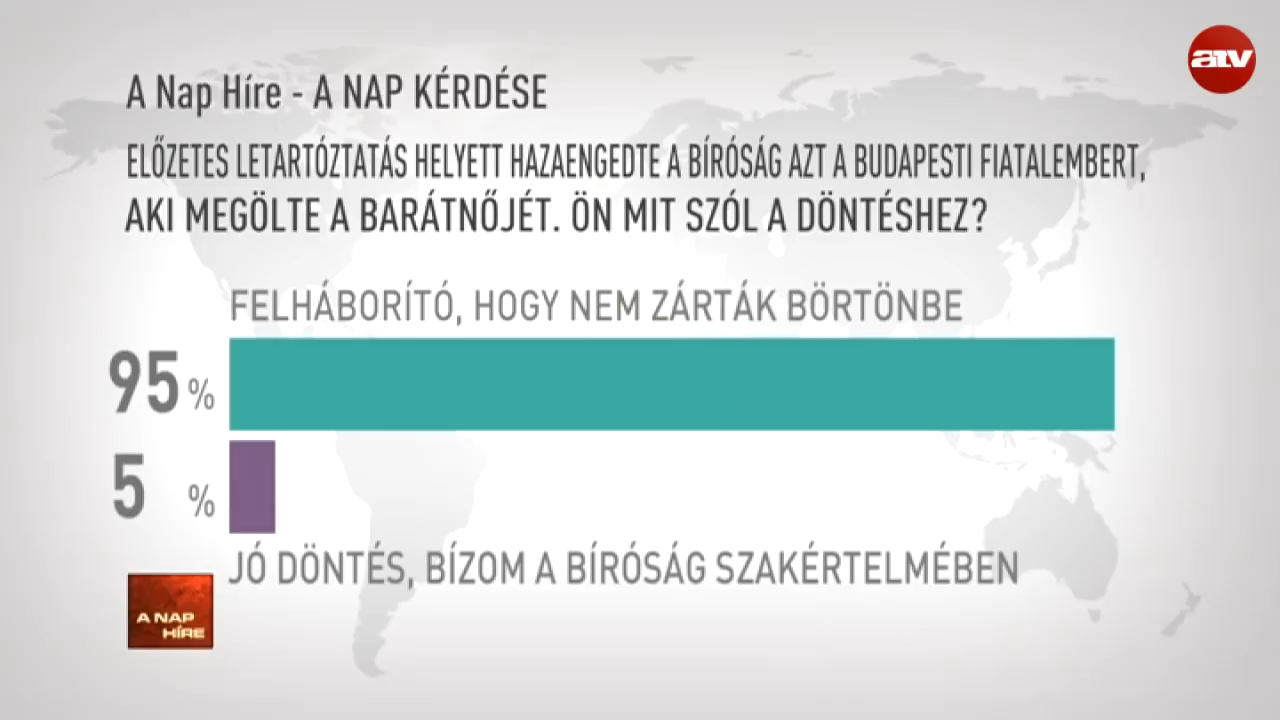 atv
A Nap Híre - A NAP KÉRDÉSE
ELŐZETES LETARTÓZTATÁS HELYETT HAZAENGEDTE A BÍRÓSÁG AZT A BUDAPESTI FIATALEMBERT,
AKI MEGÖLTE A BARÁTNŐJÉT. ÖN MIT SZÓL A DÖNTÉSHEZ?
FELHÁBORÍTÓ, HOGY NEM ZÁRTÁK BÖRTÖNBE
95 %
5 %
JÓ DÖNTÉS, BÍZOM A BÍRÓSÁG SZAKÉRTELMÉBEN
A NAP
HÍRE